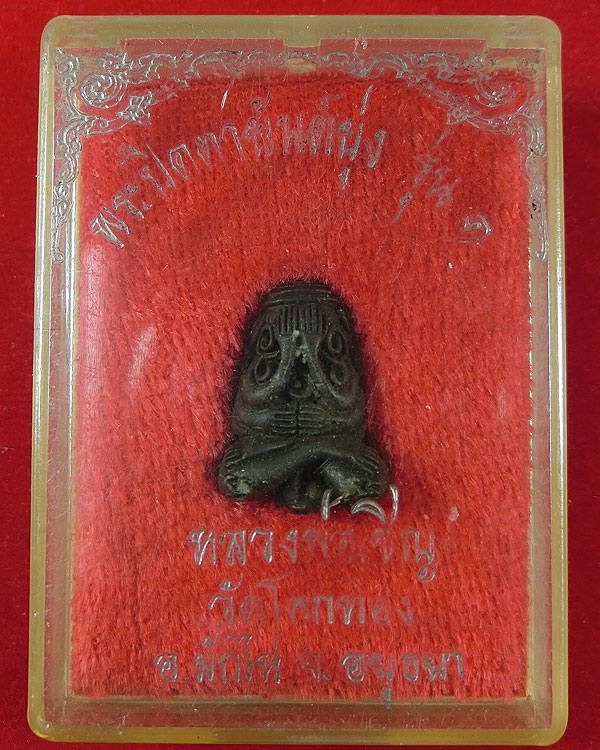 พระปิดตายันต์ยุ่ง รุ่น ๑
หลวงพ่อเชิญ
วัดโคกทอง
อ.ผักไห่ จ.อยุธยา